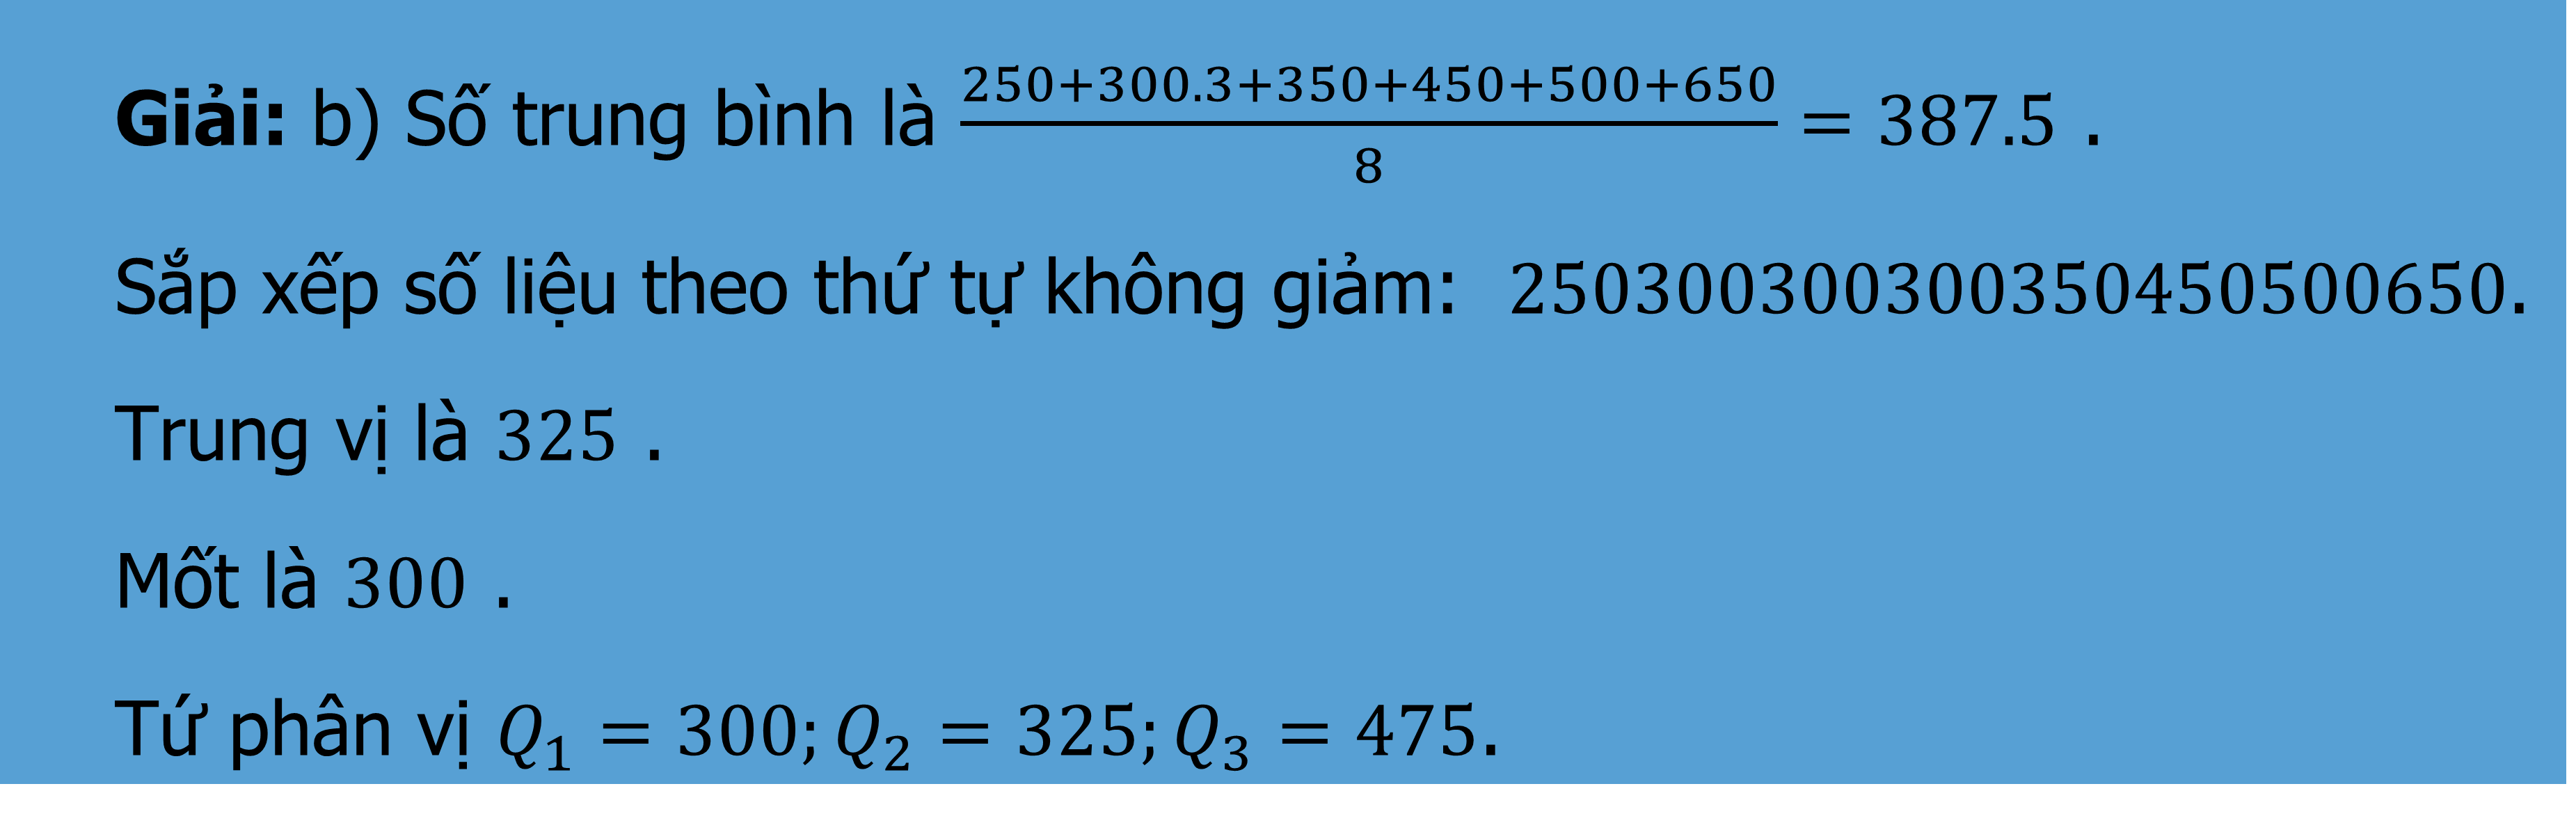 Giải: b) Số trung bình là \frac{250+300.3+350+450+500+650}{8} = 387.5 .
Sắp xếp số liệu theo thứ tự không giảm: 250300300300350450500650.
Trung vị là 325 .
Mốt là 300 .
Tứ phân vị Q₁ = 300; Q₂ = 325; Q₃ = 475.